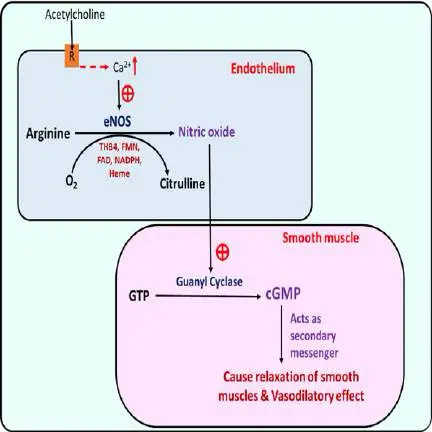 Acetylcholine
R
Ca²⁺
Endothelium
eNOS
Arginine
Nitric oxide
THB4, FMN,
FAD, NADPH,
Heme
O₂
Citrulline
Smooth muscle
Guanyl Cyclase
GTP
cGMP
Acts as
secondary
messenger
Cause relaxation of smooth
muscles & Vasodilatory effect